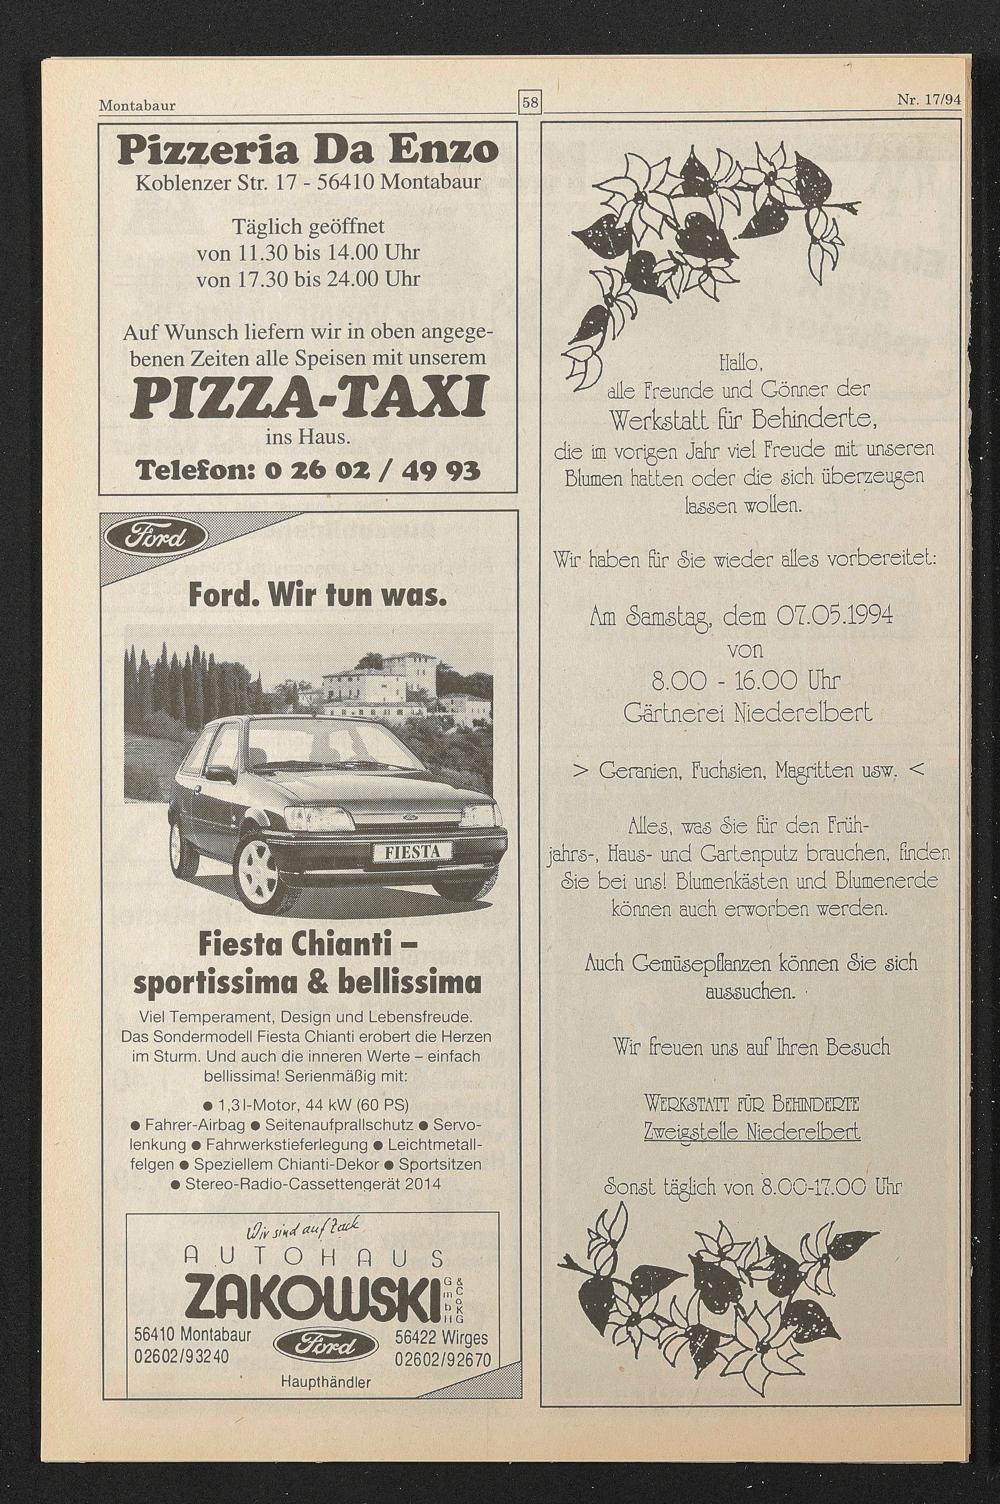 Montabaur
58
Nr. 17/94
Pizzeria Da Enzo
Koblenzer Str. 17 - 56410 Montabaur
Täglich geöffnet
von 11.30 bis 14.00 Uhr
von 17.30 bis 24.00 Uhr
Auf Wunsch liefern wir in oben angege-
benen Zeiten alle Speisen mit unserem
PIZZA-TAXI
ins Haus.
Telefon: 0 26 02 / 49 93
Ford
Ford. Wir tun was.
FIESTA
Fiesta Chianti –
sportissima & bellissima
Viel Temperament, Design und Lebensfreude.
Das Sondermodell Fiesta Chianti erobert die Herzen
im Sturm. Und auch die inneren Werte – einfach
bellissima! Serienmäßig mit:
● 1,3 l-Motor, 44 kW (60 PS)
● Fahrer-Airbag ● Seitenaufprallschutz ● Servo-
lenkung ● Fahrwerkstieferlegung ● Leichtmetall-
felgen ● Speziellem Chianti-Dekor ● Sportsitzen
● Stereo-Radio-Cassettengerät 2014
Wir sind auf Zack
AUTOHAUS
ZAKOWSKI GmbH & Co KG
56410 Montabaur
02602/93240
Ford
56422 Wirges
02602/92670
Haupthändler
Hallo,
alle Freunde und Gönner der
Werkstatt für Behinderte,
die im vorigen Jahr viel Freude mit unseren
Blumen hatten oder die sich überzeugen
lassen wollen.
Wir haben für Sie wieder alles vorbereitet:
Am Samstag, dem 07.05.1994
von
8.00 - 16.00 Uhr
Gärtnerei Niederelbert
> Geranien, Fuchsien, Magritten usw. <
Alles, was Sie für den Früh-
jahrs-, Haus- und Gartenputz brauchen, finden
Sie bei uns! Blumenkästen und Blumenerde
können auch erworben werden.
Auch Gemüsepflanzen können Sie sich
aussuchen.
Wir freuen uns auf Ihren Besuch
WERKSTATT FÜR BEHINDERTE
Zweigstelle Niederelbert
Sonst täglich von 8.00-17.00 Uhr